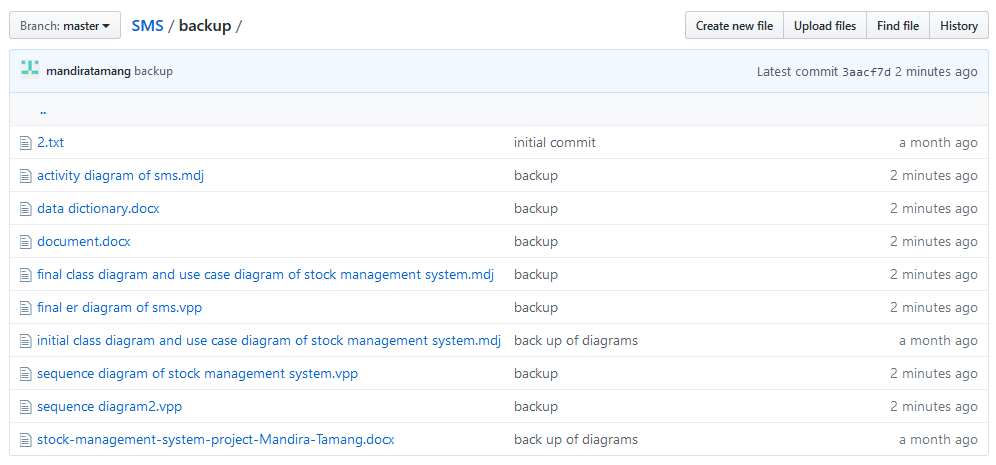 Branch: master SMS / backup / Create new file Upload files Find file History
mandiratamang backup Latest commit 3aacf7d 2 minutes ago
..
2.txt initial commit a month ago
activity diagram of sms.mdj backup 2 minutes ago
data dictionary.docx backup 2 minutes ago
document.docx backup 2 minutes ago
final class diagram and use case diagram of stock management system.mdj backup 2 minutes ago
final er diagram of sms.vpp backup 2 minutes ago
initial class diagram and use case diagram of stock management system.mdj back up of diagrams a month ago
sequence diagram of stock management system.vpp backup 2 minutes ago
sequence diagram2.vpp backup 2 minutes ago
stock-management-system-project-Mandira-Tamang.docx back up of diagrams a month ago